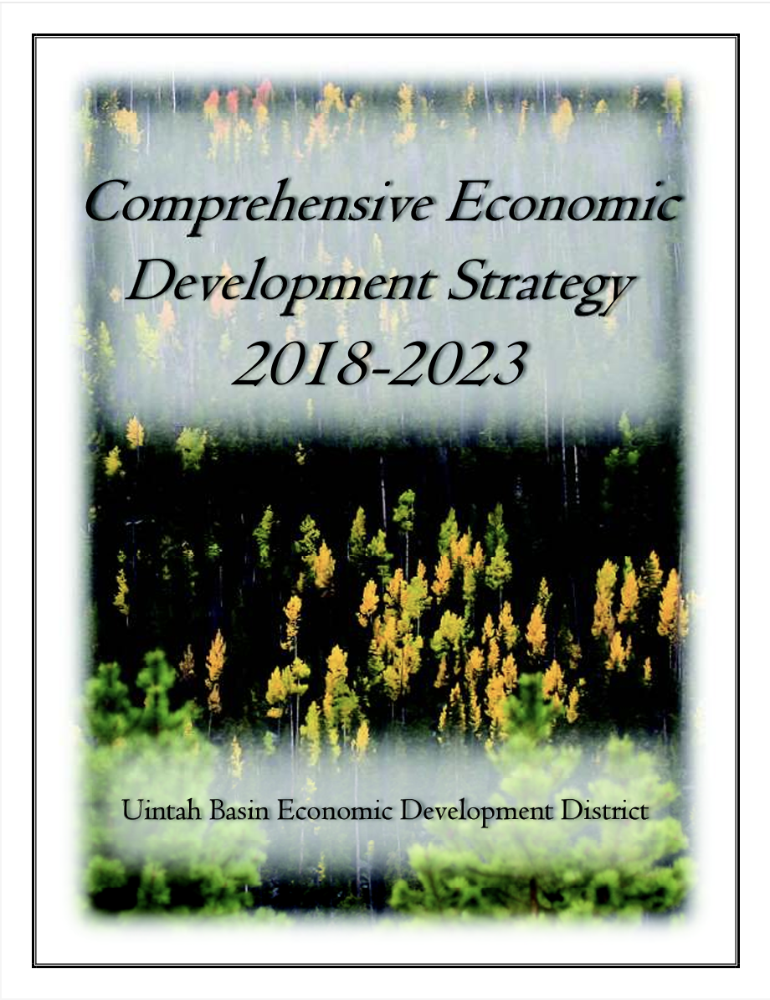 Comprehensive Economic
Development Strategy
2018-2023
Uintah Basin Economic Development District